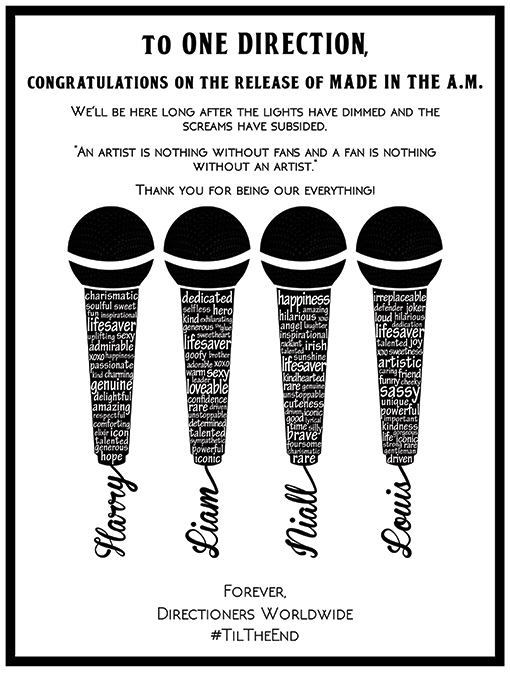 TO ONE DIRECTION,
CONGRATULATIONS ON THE RELEASE OF MADE IN THE A.M.
WE'LL BE HERE LONG AFTER THE LIGHTS HAVE DIMMED AND THE
SCREAMS HAVE SUBSIDED.
"AN ARTIST IS NOTHING WITHOUT FANS AND A FAN IS NOTHING
WITHOUT AN ARTIST."
THANK YOU FOR BEING OUR EVERYTHING!
charismatic
soulful sweet
fun inspirational
lifesaver
uplifting sexy
admirable
xoxo happiness
passionate
kind charming
genuine
delightful
amazing
respectful
comforting
elixir icon
talented
generous
hope
Harry
dedicated
selfless hero
kind exhilarating
generous the glue
sweetheart
lifesaver
goofy brother
adorable xoxo
warm sexy
leader
loveable
confidence
rare driven
unstoppable
determined
talented
sympathetic
powerful
iconic
Liam
happiness
amazing
hilarious xoxo
angel laughter
inspirational
radiant irish
talented
sunshine
lifesaver
kindhearted
rare genuine
unstoppable
cuteness
driven iconic
good lyrical
time silly
brave
foursome
charismatic
rare
Niall
irreplaceable
defender joker
loud hilarious
dedication
lifesaver
talented joy
xoxo sweetness
artistic
caring friend
funny cheeky
sassy
unique
powerful
important
kindness
gorgeous
life iconic
strong rare
gentleman
driven
Louis
FOREVER,
DIRECTIONERS WORLDWIDE
#TILTHEEND